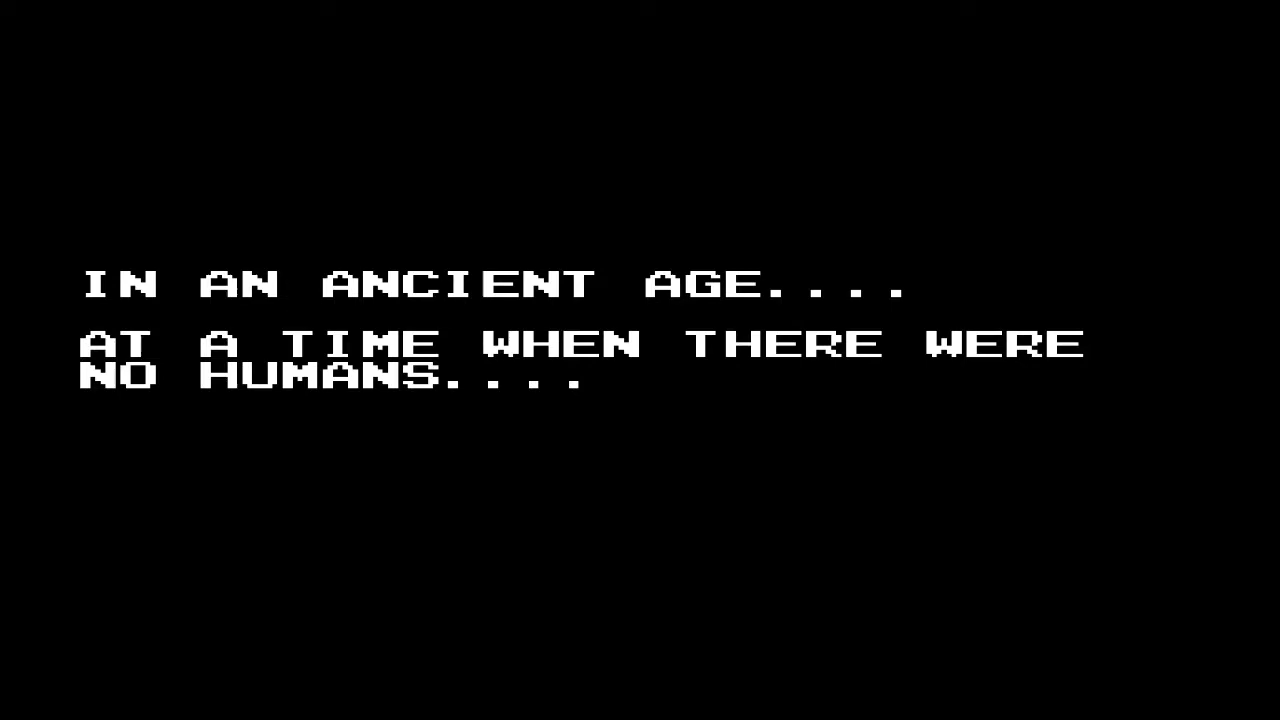 IN AN ANCIENT AGE....
AT A TIME WHEN THERE WERE
NO HUMANS....